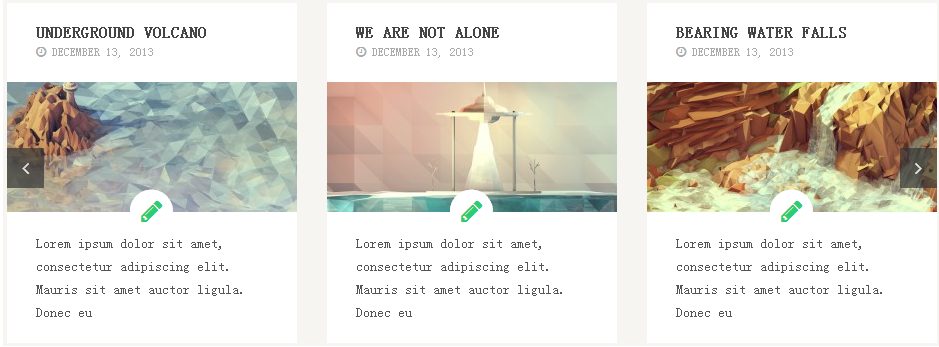 UNDERGROUND VOLCANO
DECEMBER 13, 2013
Lorem ipsum dolor sit amet,
consectetur adipiscing elit.
Mauris sit amet auctor ligula.
Donec eu
WE ARE NOT ALONE
DECEMBER 13, 2013
Lorem ipsum dolor sit amet,
consectetur adipiscing elit.
Mauris sit amet auctor ligula.
Donec eu
BEARING WATER FALLS
DECEMBER 13, 2013
Lorem ipsum dolor sit amet,
consectetur adipiscing elit.
Mauris sit amet auctor ligula.
Donec eu